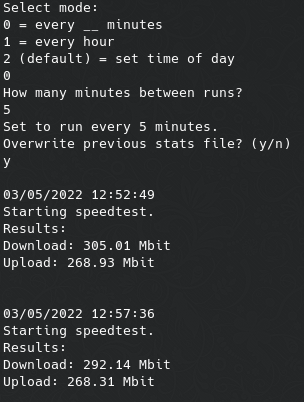 Select mode:
0 = every __ minutes
1 = every hour
2 (default) = set time of day
0
How many minutes between runs?
5
Set to run every 5 minutes.
Overwrite previous stats file? (y/n)
y
03/05/2022 12:52:49
Starting speedtest.
Results:
Download: 305.01 Mbit
Upload: 268.93 Mbit
03/05/2022 12:57:36
Starting speedtest.
Results:
Download: 292.14 Mbit
Upload: 268.31 Mbit